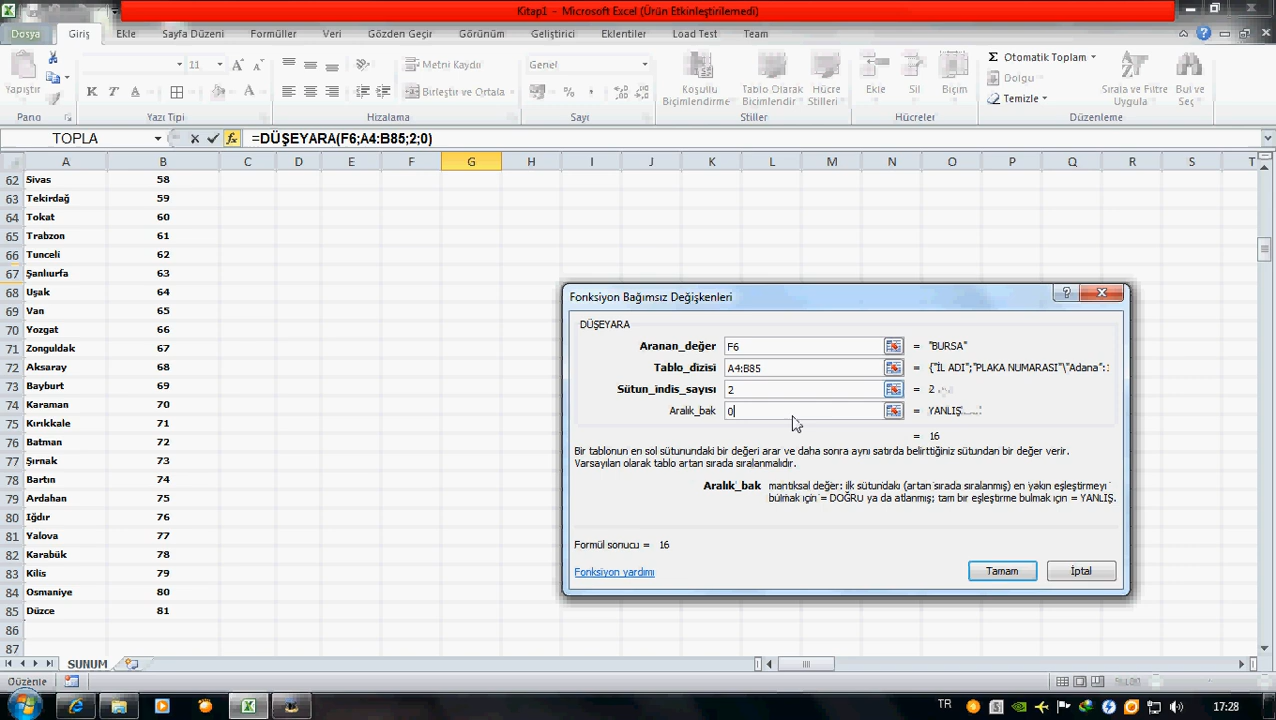 Kitap1 - Microsoft Excel (Ürün Etkinleştirilemedi)
Dosya Giriş Ekle Sayfa Düzeni Formüller Veri Gözden Geçir Görünüm Geliştirici Eklentiler Load Test Team
Yapıştır
Pano
11
K T A
Yazı Tipi
Metni Kaydır
Birleştir ve Ortala
Hizalama
Genel
%
Sayı
Koşullu Biçimlendirme
Tablo Olarak Biçimlendir
Hücre Stilleri
Stiller
Ekle Sil Biçim
Hücreler
Otomatik Toplam
Dolgu
Temizle
Sırala ve Filtre Uygula
Bul ve Seç
Düzenleme
TOPLA
fx =DÜŞEYARA(F6;A4:B85;2;0)
A B C D E F G H I J K L M N O P Q R S T
62 Sivas 58
63 Tekirdağ 59
64 Tokat 60
65 Trabzon 61
66 Tunceli 62
67 Şanlıurfa 63
68 Uşak 64
69 Van 65
70 Yozgat 66
71 Zonguldak 67
72 Aksaray 68
73 Bayburt 69
74 Karaman 70
75 Kırıkkale 71
76 Batman 72
77 Şırnak 73
78 Bartın 74
79 Ardahan 75
80 Iğdır 76
81 Yalova 77
82 Karabük 78
83 Kilis 79
84 Osmaniye 80
85 Düzce 81
86
87
Fonksiyon Bağımsız Değişkenleri
DÜŞEYARA
Aranan_değer F6 = "BURSA"
Tablo_dizisi A4:B85 = {"İL ADI";"PLAKA NUMARASI"\"Adana":1
Sütun_indis_sayısı 2 = 2
Aralık_bak 0 = YANLIŞ
= 16
Bir tablonun en sol sütunundaki bir değeri arar ve daha sonra aynı satırda belirttiğiniz sütundan bir değer verir.
Varsayılan olarak tablo artan sırada sıralanmalıdır.
Aralık_bak mantıksal değer: ilk sütundaki (artan sırada sıralanmış) en yakın eşleştirmeyi
bulmak için = DOĞRU ya da atlanmış; tam bir eşleştirme bulmak için = YANLIŞ.
Formül sonucu = 16
Fonksiyon yardımı
Tamam İptal
SUNUM
Düzenle
TR
17:28